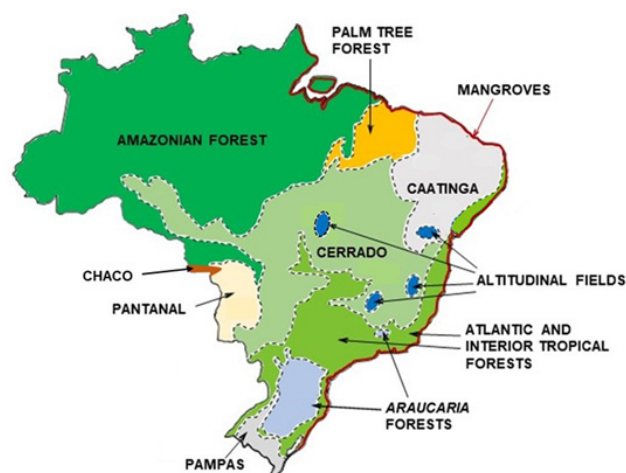 PALM TREE
FOREST
MANGROVES
AMAZONIAN FOREST
CAATINGA
CERRADO
CHACO
ALTITUDINAL FIELDS
PANTANAL
ATLANTIC AND
INTERIOR TROPICAL
FORESTS
ARAUCARIA
FORESTS
PAMPAS